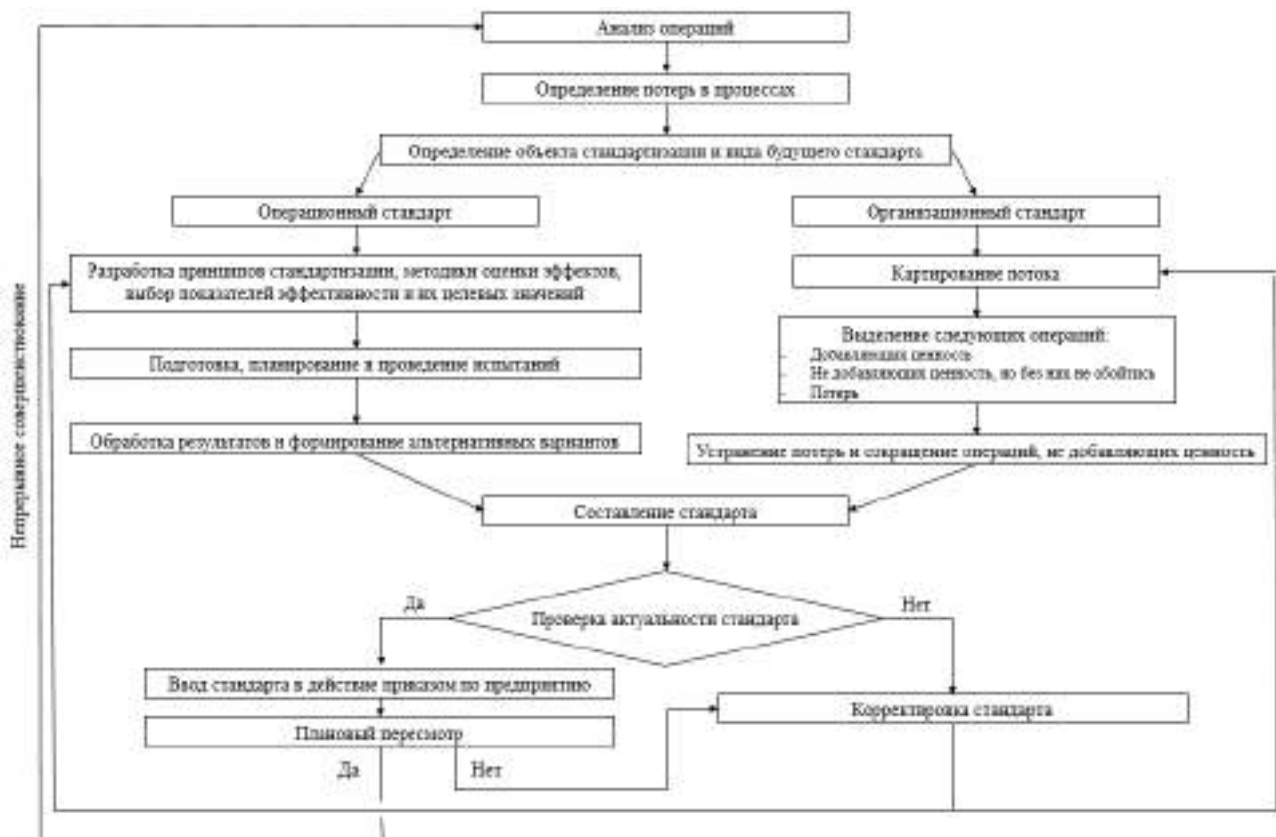 Анализ операций
Определение потерь в процессах
Определение объекта стандартизации и вида будущего стандарта
Операционный стандарт
Организационный стандарт
Разработка принципов стандартизации, методики оценки эффектов,
выбор показателей эффективности и их целевых значений
Картирование потока
Выделение следующих операций:
- Добавляющих ценность
- Не добавляющих ценность, но без них не обойтись
- Потерь
Подготовка, планирование и проведение испытаний
Обработка результатов и формирование альтернативных вариантов
Устранение потерь и сокращение операций, не добавляющих ценность
Непрерывное совершенствование
Составление стандарта
Да
Нет
Проверка актуальности стандарта
Ввод стандарта в действие приказом по предприятию
Корректировка стандарта
Плановый пересмотр
Да
Нет